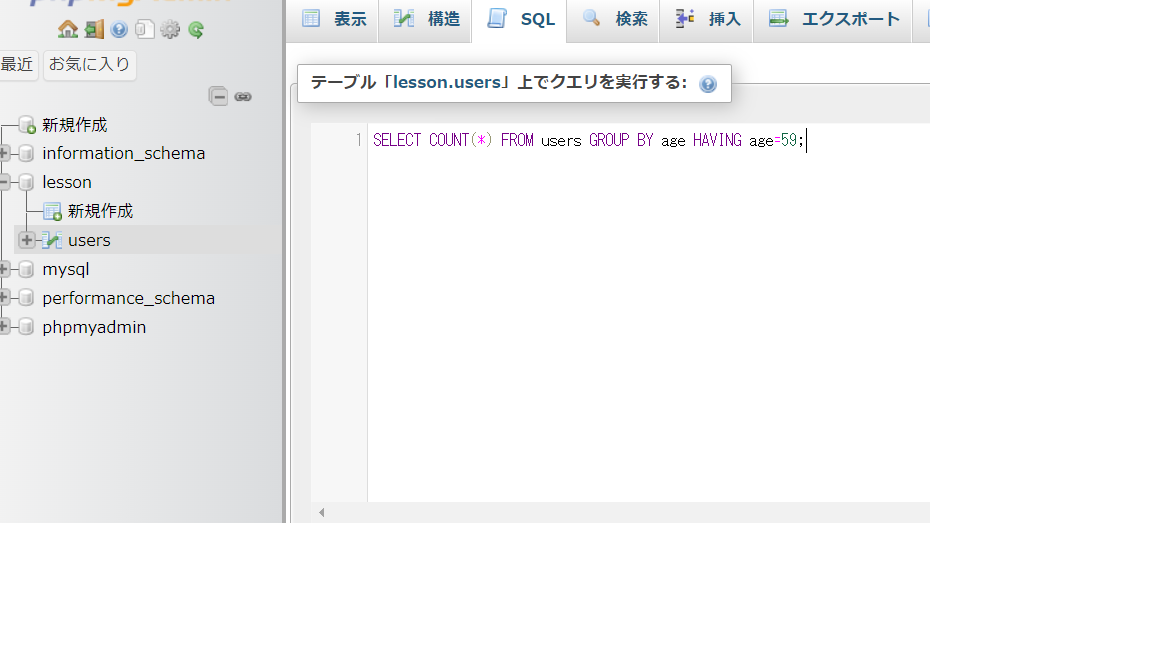 表示 構造 SQL 検索 挿入 エクスポート
最近 お気に入り
テーブル「lesson.users」上でクエリを実行する:
1 SELECT COUNT(*) FROM users GROUP BY age HAVING age=59;
新規作成
information_schema
lesson
新規作成
users
mysql
performance_schema
phpmyadmin